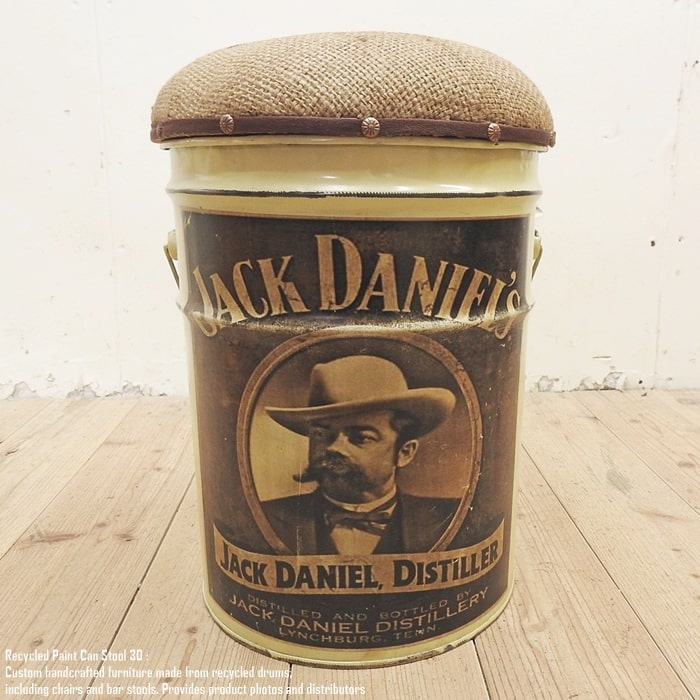 JACK DANIEL'S
JACK DANIEL, DISTILLER
DISTILLED AND BOTTLED BY
JACK DANIEL DISTILLERY
LYNCHBURG, TENN.
Recycled Paint Can Stool 30 :
Custom handcrafted furniture made from recycled drums,
including chairs and bar stools. Provides product photos and distributors